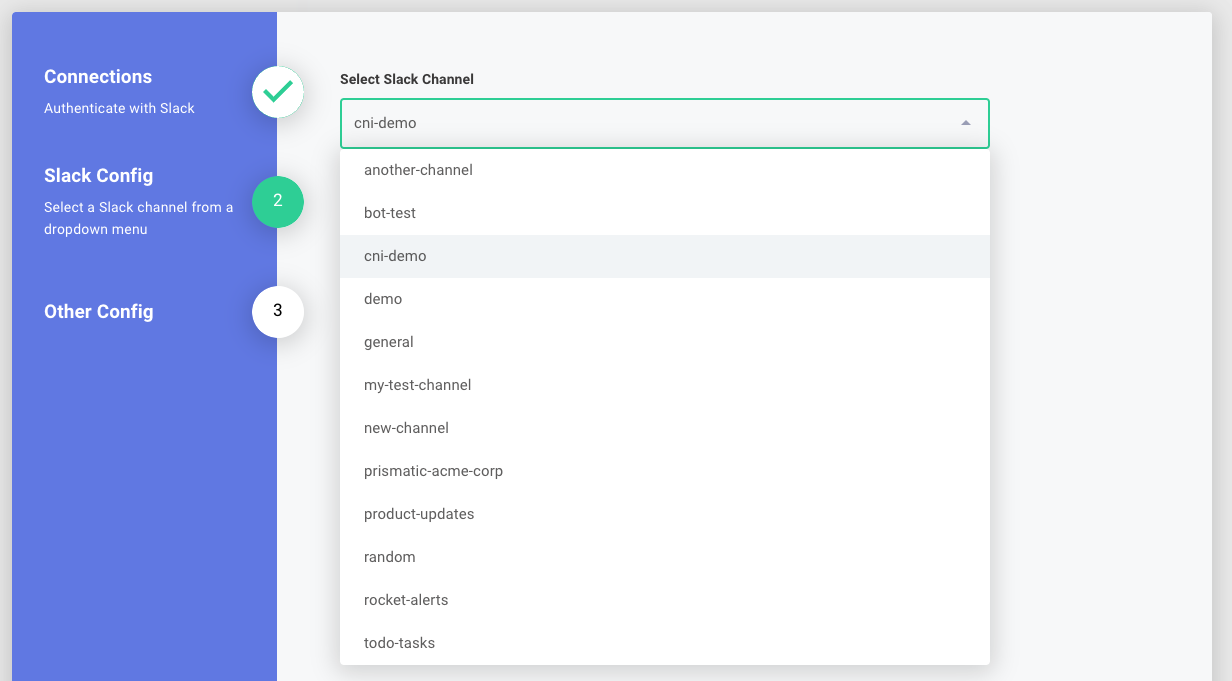 Connections
Authenticate with Slack
Slack Config
Select a Slack channel from a
dropdown menu
2
Other Config
3
Select Slack Channel
cni-demo
another-channel
bot-test
cni-demo
demo
general
my-test-channel
new-channel
prismatic-acme-corp
product-updates
random
rocket-alerts
todo-tasks